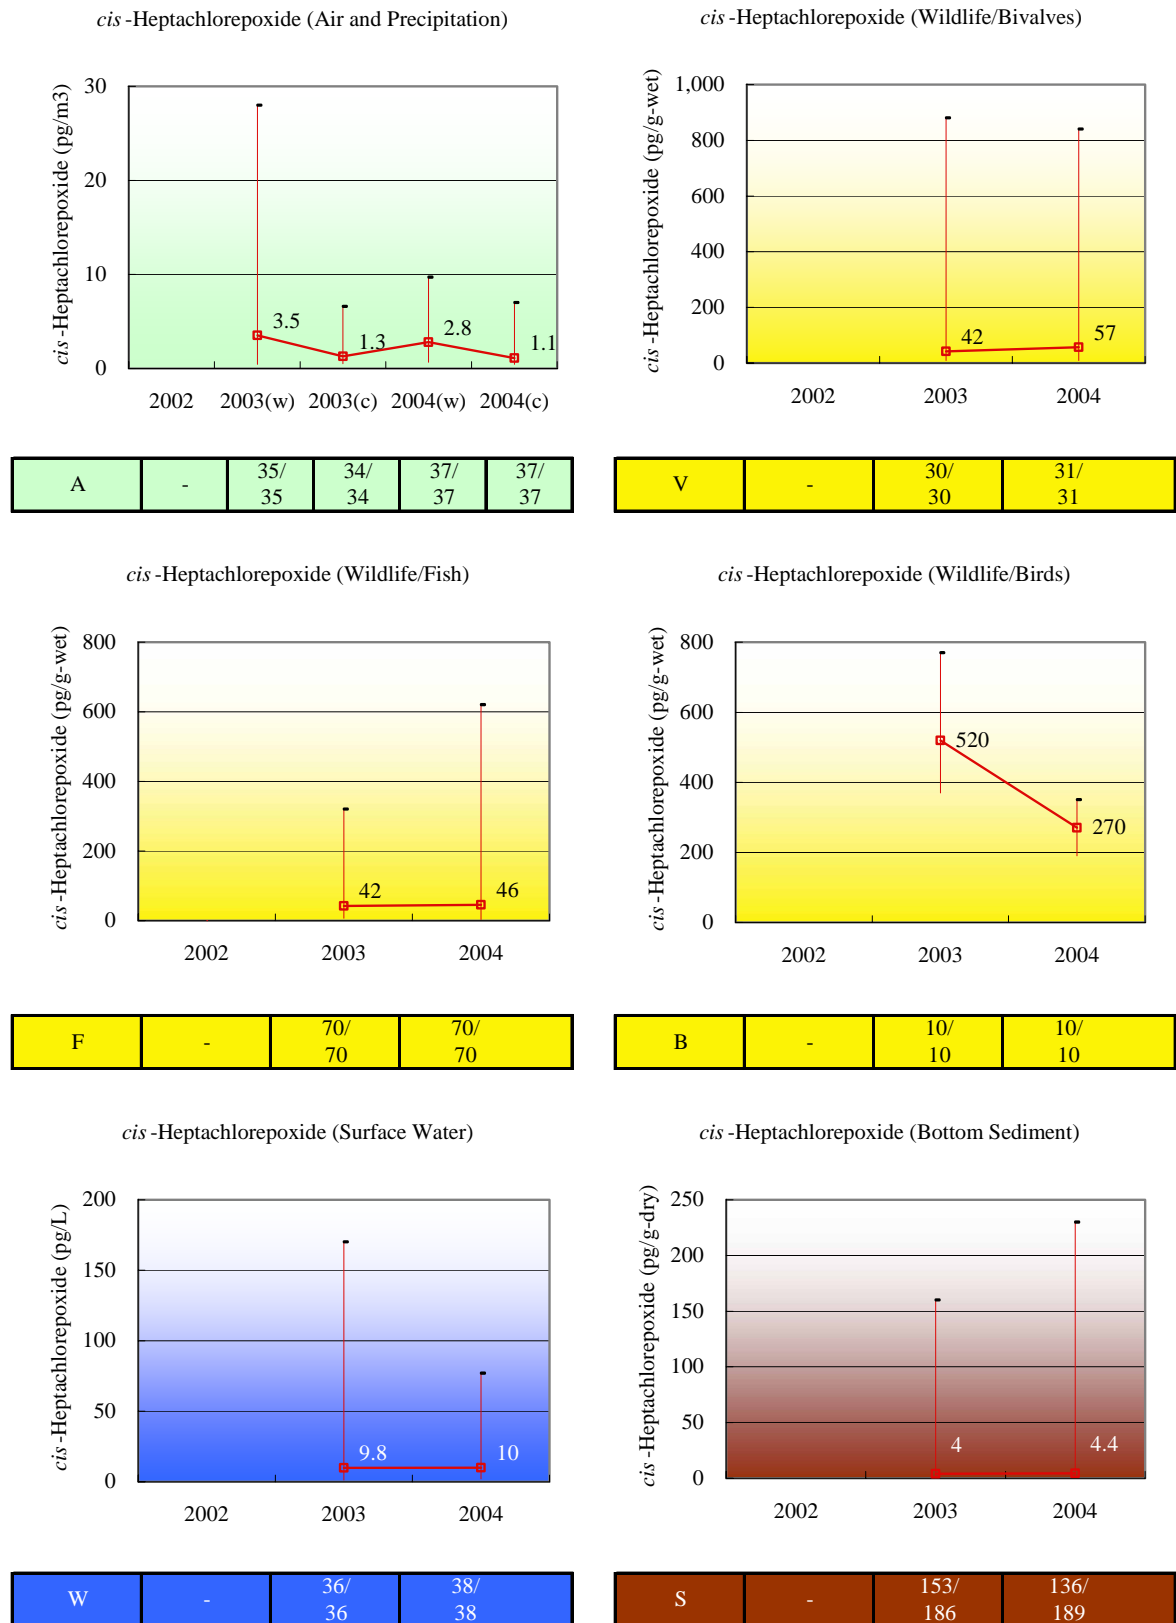 cis-Heptachlorepoxide (Air and Precipitation)
cis-Heptachlorepoxide (pg/m3)
30
20
10
0
3.5
1.3
2.8
1.1
2002 2003(w) 2003(c) 2004(w) 2004(c)
A - 35/ 34/ 37/ 37/
35 34 37 37
cis-Heptachlorepoxide (Wildlife/Bivalves)
cis-Heptachlorepoxide (pg/g-wet)
1,000
800
600
400
200
0
42
57
2002 2003 2004
V - 30/ 31/
30 31
cis-Heptachlorepoxide (Wildlife/Fish)
cis-Heptachlorepoxide (pg/g-wet)
800
600
400
200
0
42
46
2002 2003 2004
F - 70/ 70/
70 70
cis-Heptachlorepoxide (Wildlife/Birds)
cis-Heptachlorepoxide (pg/g-wet)
800
600
400
200
0
520
270
2002 2003 2004
B - 10/ 10/
10 10
cis-Heptachlorepoxide (Surface Water)
cis-Heptachlorepoxide (pg/L)
200
150
100
50
0
9.8
10
2002 2003 2004
W - 36/ 38/
36 38
cis-Heptachlorepoxide (Bottom Sediment)
cis-Heptachlorepoxide (pg/g-dry)
250
200
150
100
50
0
4
4.4
2002 2003 2004
S - 153/ 136/
186 189